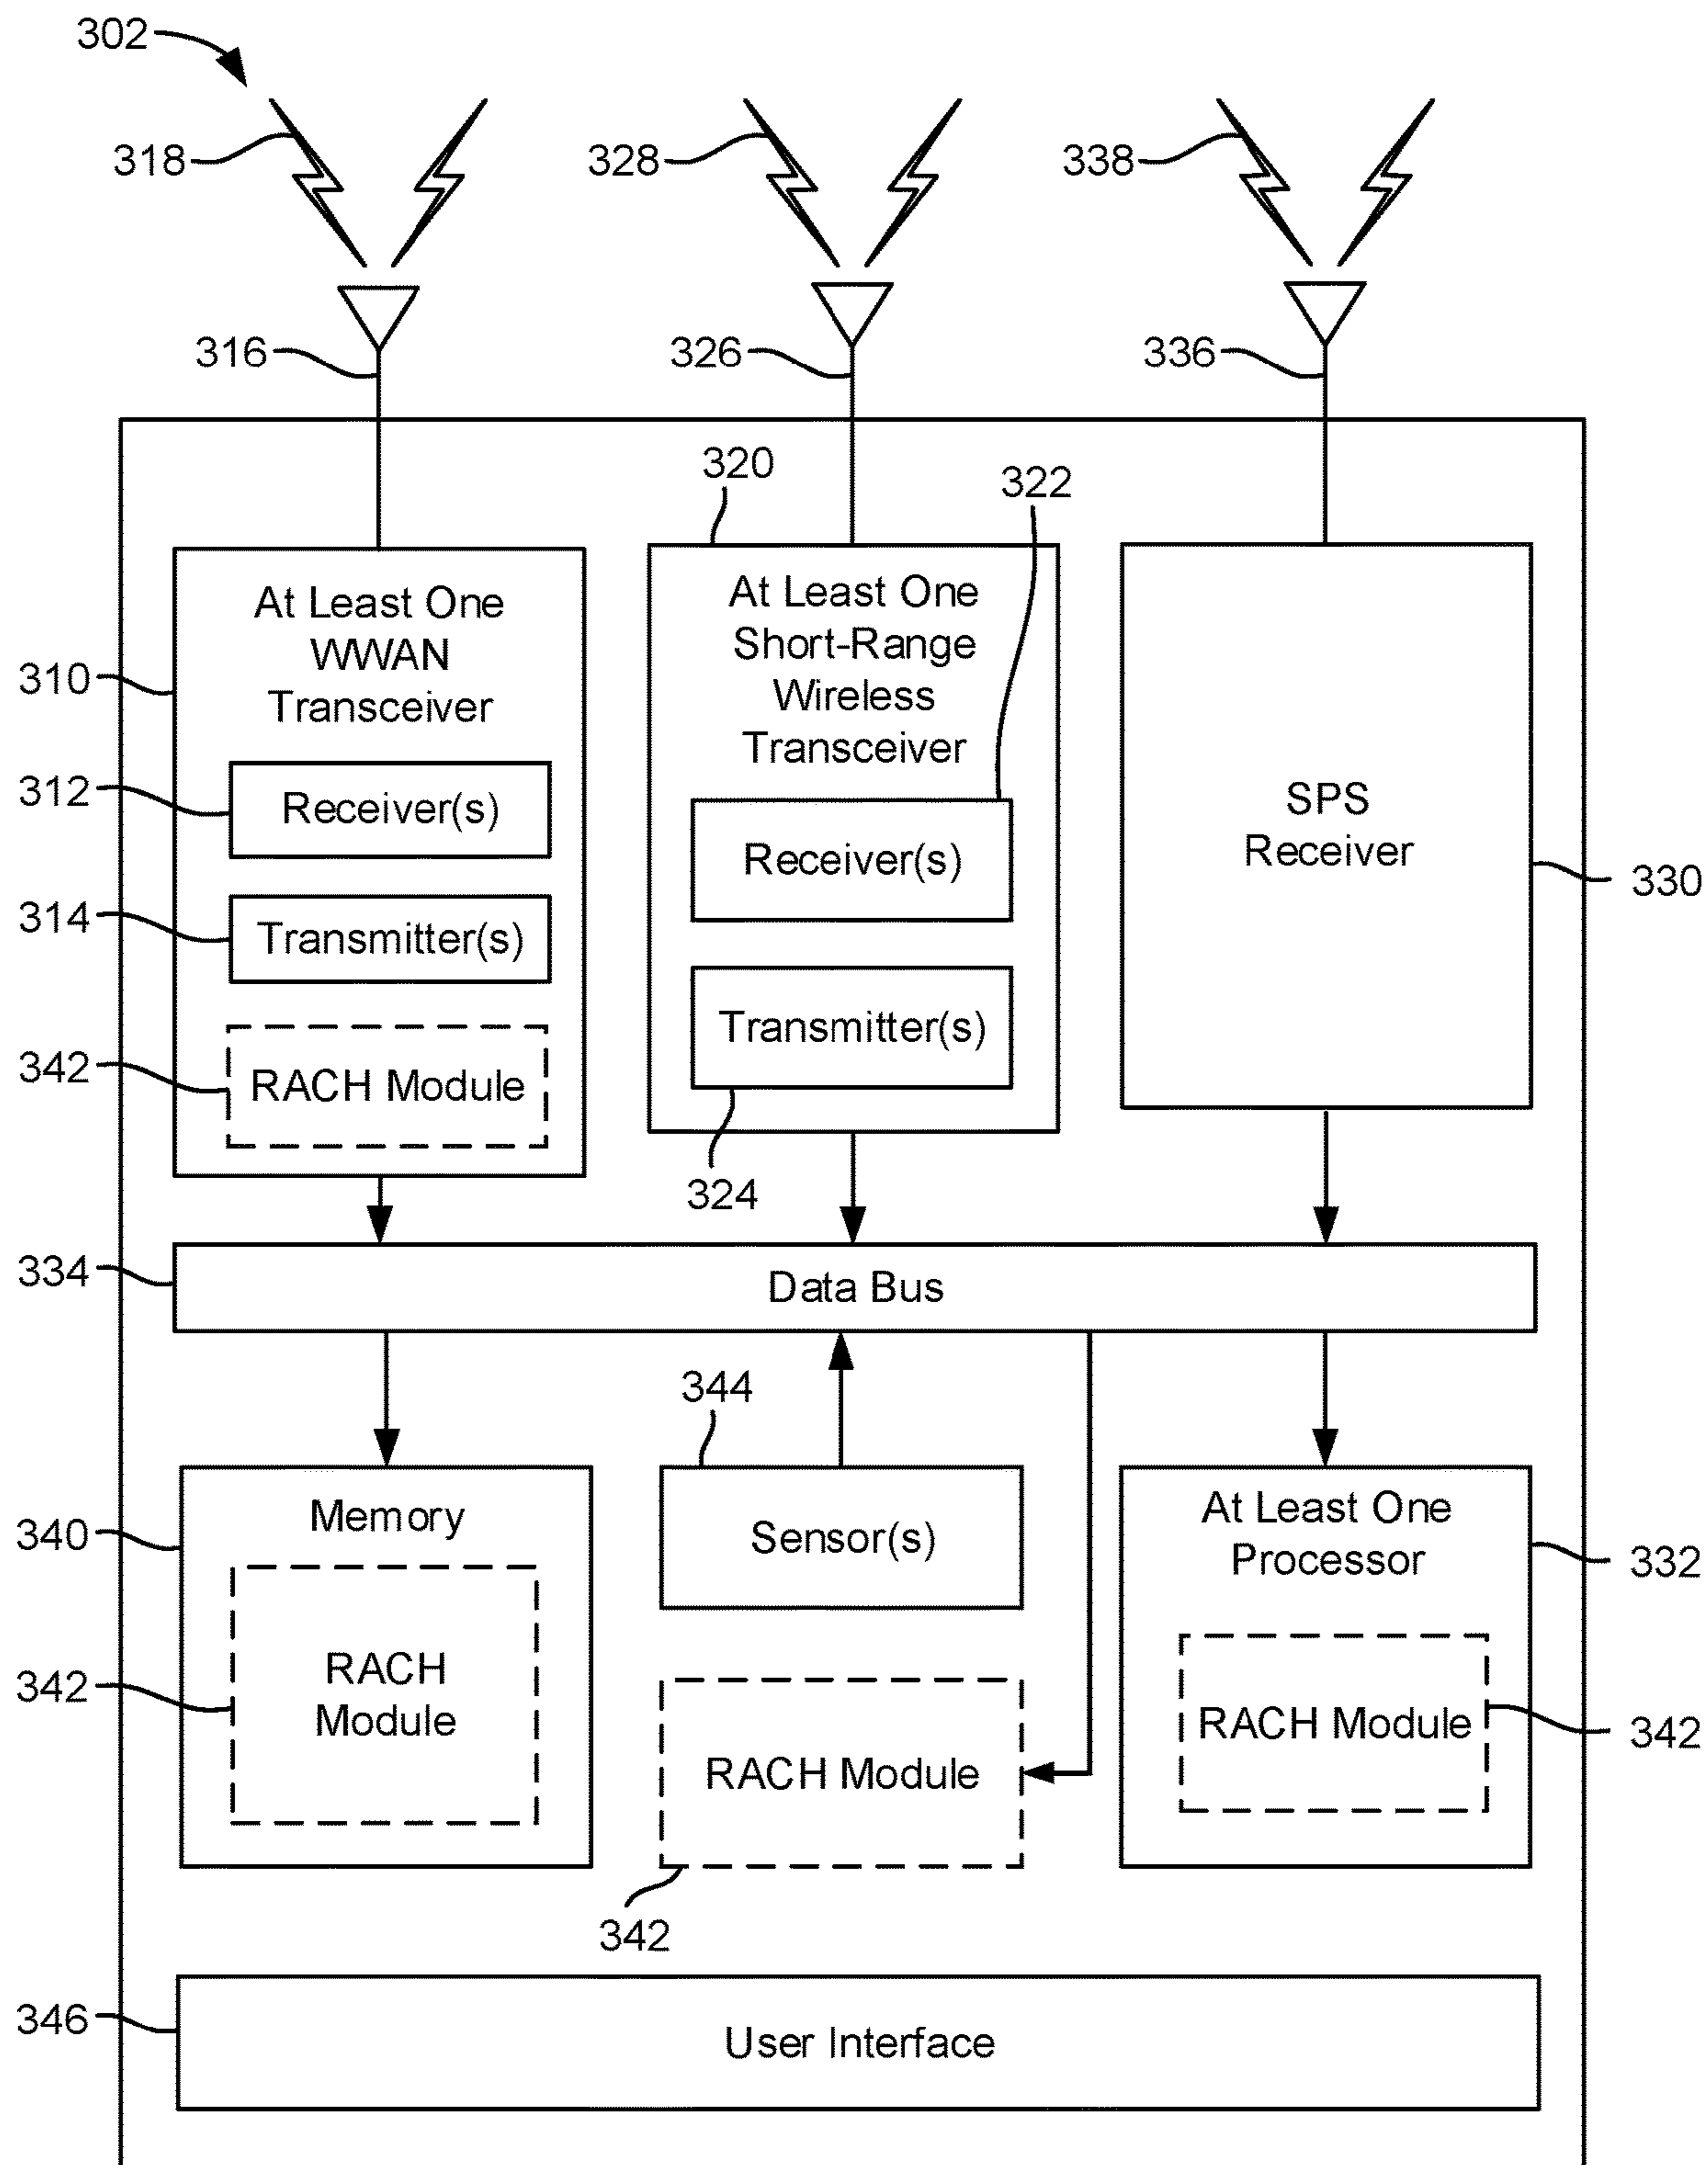 302
318
328
338
316
326
336
320
322
At Least One
WWAN
Transceiver
310
312
Receiver(s)
314
Transmitter(s)
342
RACH Module
At Least One
Short-Range
Wireless
Transceiver
Receiver(s)
Transmitter(s)
324
SPS
Receiver
330
334
Data Bus
344
340
Memory
342
RACH
Module
Sensor(s)
RACH Module
342
At Least One
Processor
332
RACH Module
342
346
User Interface